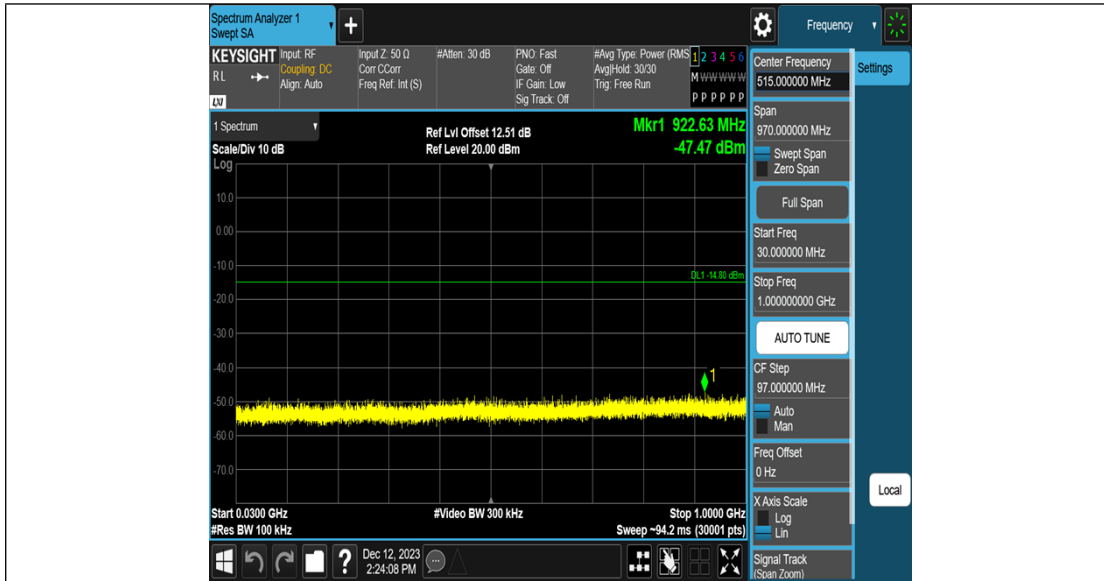 Spectrum Analyzer 1
Swept SA
+
Frequency
KEYSIGHT
RL
LXI
Input: RF
Coupling: DC
Align: Auto
Input Z: 50 Ω
Corr CCorr
Freq Ref: Int (S)
#Atten: 30 dB
PNO: Fast
Gate: Off
IF Gain: Low
Sig Track: Off
#Avg Type: Power (RMS
Avg|Hold: 30/30
Trig: Free Run
1 2 3 4 5 6
M W W W W W
P P P P P P
1 Spectrum
Scale/Div 10 dB
Ref Lvl Offset 12.51 dB
Ref Level 20.00 dBm
Mkr1 922.63 MHz
-47.47 dBm
Log
10.0
0.00
-10.0
DL1 -14.80 dBm
-20.0
-30.0
-40.0
1
-50.0
-60.0
-70.0
Start 0.0300 GHz
#Video BW 300 kHz
Stop 1.0000 GHz
#Res BW 100 kHz
Sweep ~94.2 ms (30001 pts)
?
Dec 12, 2023
2:24:08 PM
Center Frequency
515.000000 MHz
Settings
Span
970.000000 MHz
Swept Span
Zero Span
Full Span
Start Freq
30.000000 MHz
Stop Freq
1.000000000 GHz
AUTO TUNE
CF Step
97.000000 MHz
Auto
Man
Freq Offset
0 Hz
Local
X Axis Scale
Log
Lin
Signal Track
(Span Zoom)